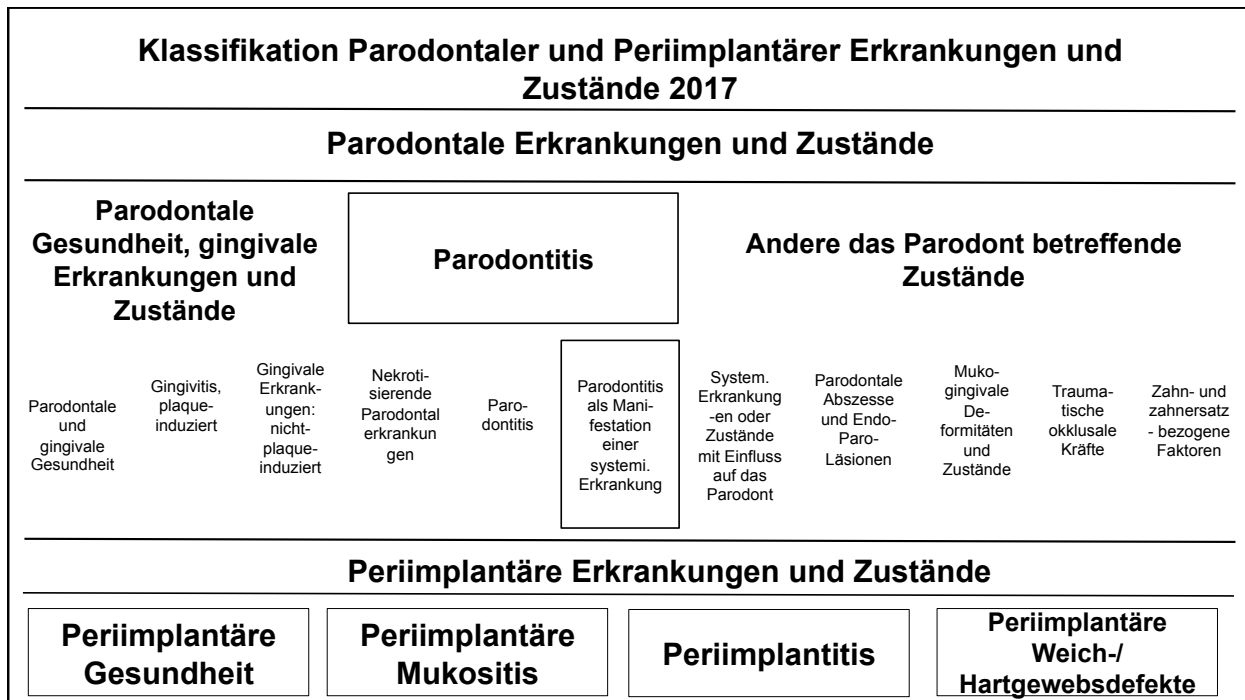 Klassifikation Parodontaler und Periimplantärer Erkrankungen und
Zustände 2017
Parodontale Erkrankungen und Zustände
Parodontale
Gesundheit, gingivale
Erkrankungen und
Zustände
Parodontitis
Andere das Parodont betreffende
Zustände
Parodontale
und
gingivale
Gesundheit
Gingivitis,
plaque-
induziert
Gingivale
Erkrank-
ungen:
nicht-
plaque-
induziert
Nekroti-
sierende
Parodontal
erkrankun
gen
Paro-
dontitis
Parodontitis
als Mani-
festation
einer
systemi.
Erkrankung
System.
Erkrankung
-en oder
Zustände
mit Einfluss
auf das
Parodont
Parodontale
Abszesse
und Endo-
Paro-
Läsionen
Muko-
gingivale
De-
formitäten
und
Zustände
Trauma-
tische
okklusale
Kräfte
Zahn- und
zahnersatz
- bezogene
Faktoren
Periimplantäre Erkrankungen und Zustände
Periimplantäre
Gesundheit
Periimplantäre
Mukositis
Periimplantitis
Periimplantäre
Weich-/
Hartgewebsdefekte